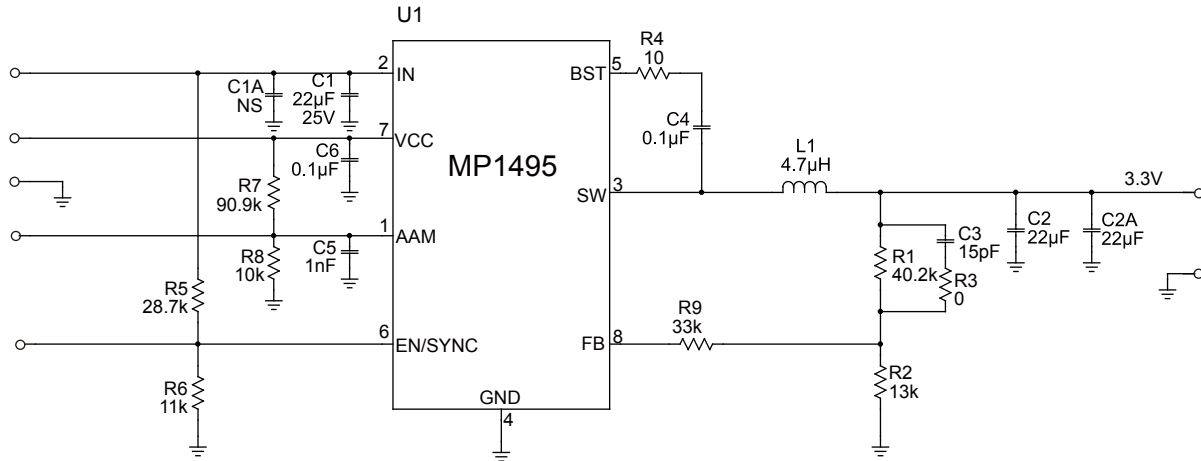 U1
MP1495
2
IN
7
VCC
1
AAM
6
EN/SYNC
GND
4
5
BST
3
SW
8
FB
C1A
NS
C1
22µF
25V
C6
0.1µF
R7
90.9k
R8
10k
C5
1nF
R5
28.7k
R6
11k
R4
10
C4
0.1µF
L1
4.7µH
3.3V
C3
15pF
R1
40.2k
R3
0
C2
22µF
C2A
22µF
R9
33k
R2
13k